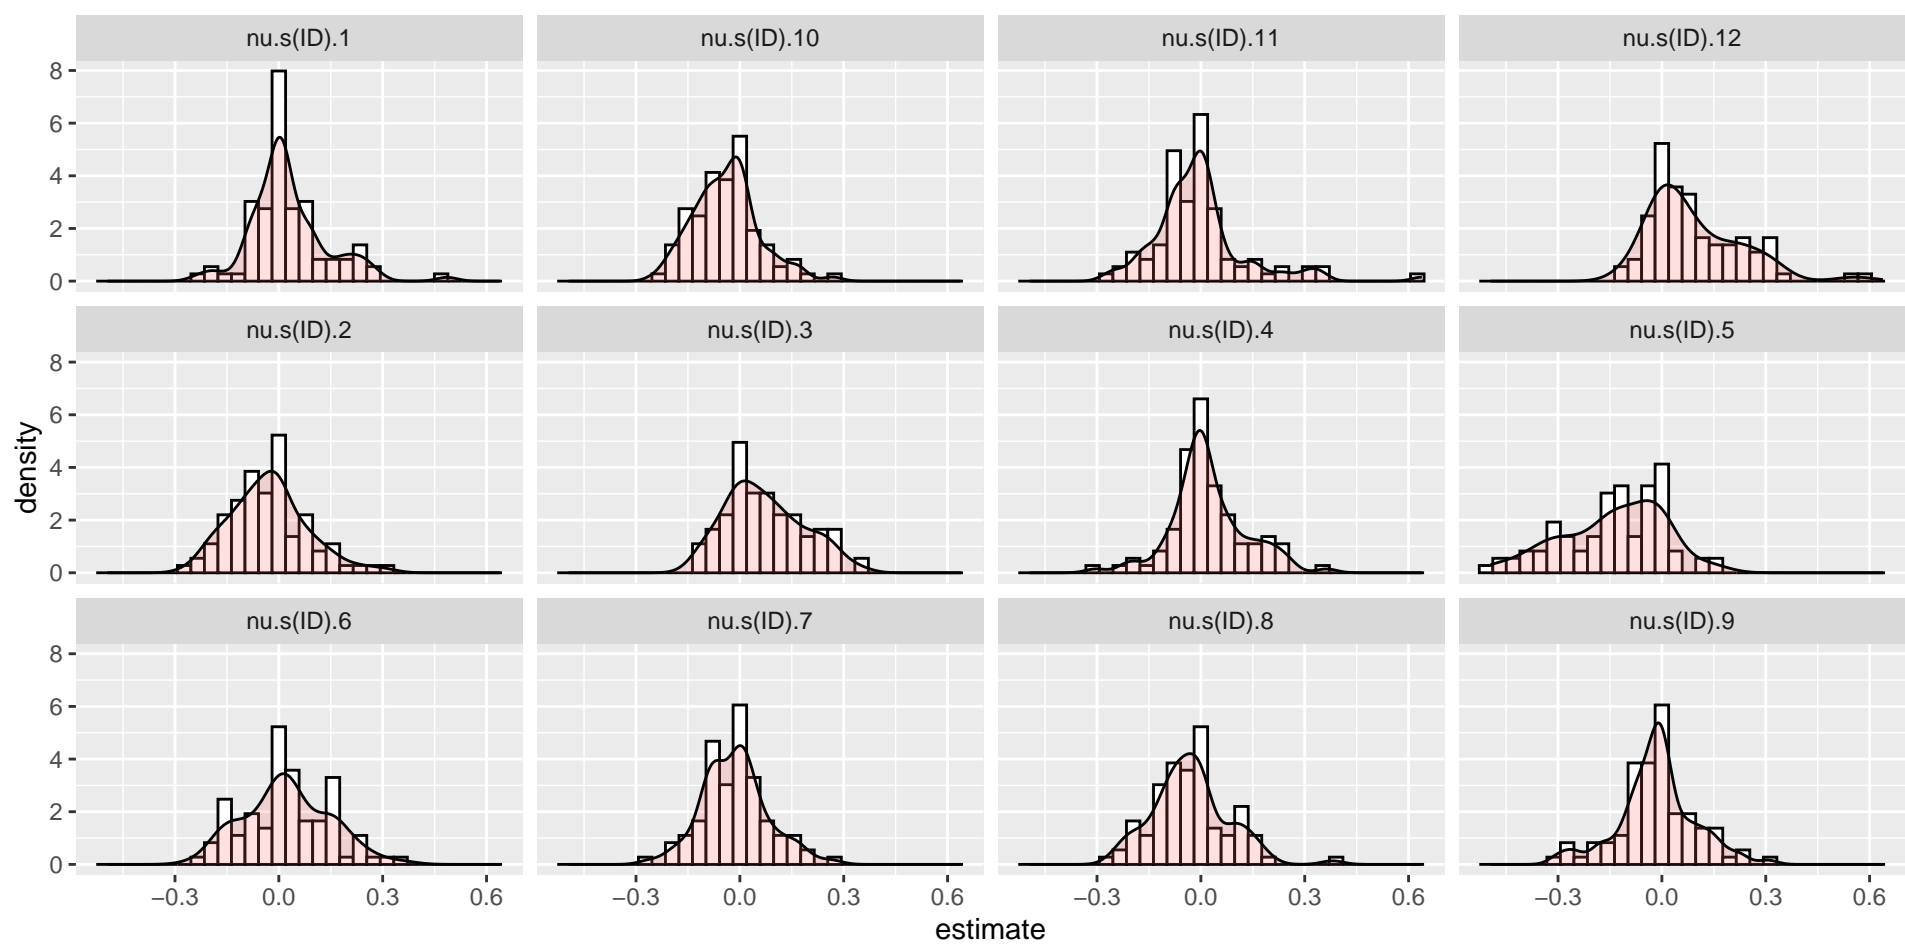 nu.s(ID).1 nu.s(ID).10 nu.s(ID).11 nu.s(ID).12
8
6
4
2
0
nu.s(ID).2 nu.s(ID).3 nu.s(ID).4 nu.s(ID).5
8
6
4
2
0
density
nu.s(ID).6 nu.s(ID).7 nu.s(ID).8 nu.s(ID).9
8
6
4
2
0
−0.3 0.0 0.3 0.6 −0.3 0.0 0.3 0.6 −0.3 0.0 0.3 0.6 −0.3 0.0 0.3 0.6
estimate